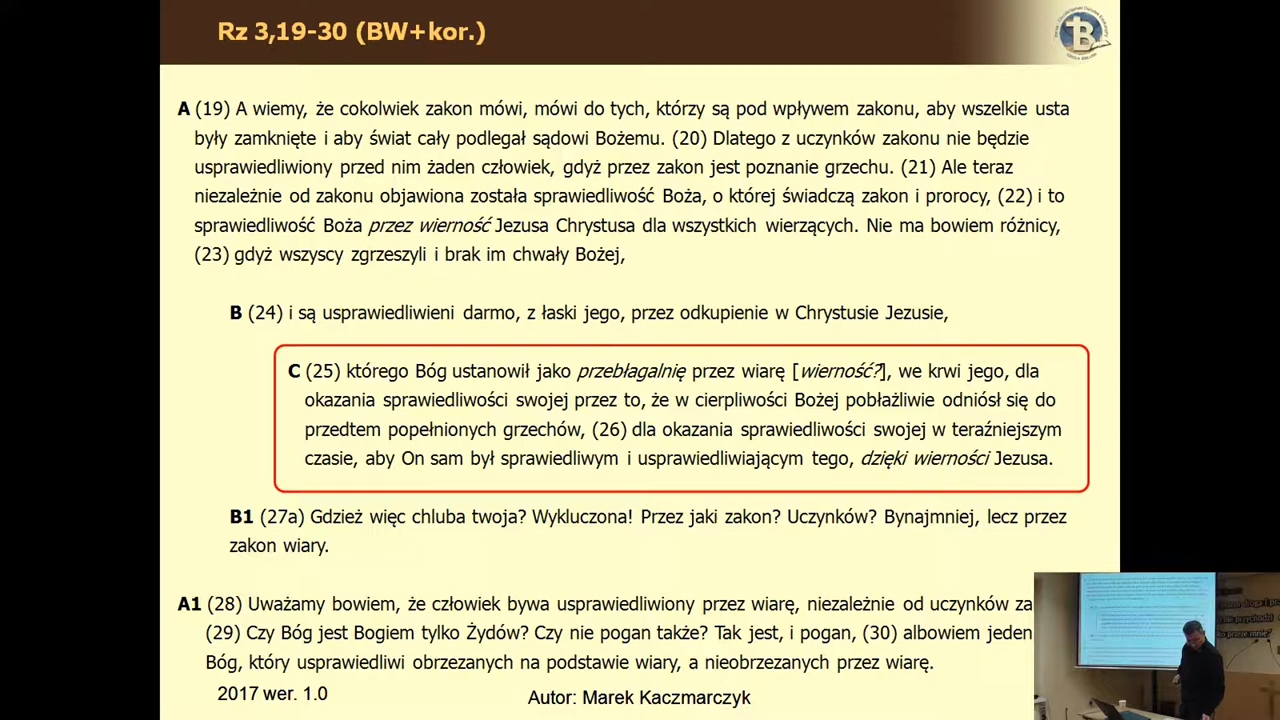 Rz 3,19-30 (BW+kor.)
B
A (19) A wiemy, że cokolwiek zakon mówi, mówi do tych, którzy są pod wpływem zakonu, aby wszelkie usta
były zamknięte i aby świat cały podlegał sądowi Bożemu. (20) Dlatego z uczynków zakonu nie będzie
usprawiedliwiony przed nim żaden człowiek, gdyż przez zakon jest poznanie grzechu. (21) Ale teraz
niezależnie od zakonu objawiona została sprawiedliwość Boża, o której świadczą zakon i prorocy, (22) i to
sprawiedliwość Boża przez wierność Jezusa Chrystusa dla wszystkich wierzących. Nie ma bowiem różnicy,
(23) gdyż wszyscy zgrzeszyli i brak im chwały Bożej,
B (24) i są usprawiedliwieni darmo, z łaski jego, przez odkupienie w Chrystusie Jezusie,
C (25) którego Bóg ustanowił jako przebłagalnię przez wiarę [wierność?], we krwi jego, dla
okazania sprawiedliwości swojej przez to, że w cierpliwości Bożej pobłażliwie odniósł się do
przedtem popełnionych grzechów, (26) dla okazania sprawiedliwości swojej w teraźniejszym
czasie, aby On sam był sprawiedliwym i usprawiedliwiającym tego, dzięki wierności Jezusa.
B1 (27a) Gdzież więc chluba twoja? Wykluczona! Przez jaki zakon? Uczynków? Bynajmniej, lecz przez
zakon wiary.
A1 (28) Uważamy bowiem, że człowiek bywa usprawiedliwiony przez wiarę, niezależnie od uczynków za
(29) Czy Bóg jest Bogiem tylko Żydów? Czy nie pogan także? Tak jest, i pogan, (30) albowiem jeden
Bóg, który usprawiedliwi obrzezanych na podstawie wiary, a nieobrzezanych przez wiarę.
2017 wer. 1.0
Autor: Marek Kaczmarczyk